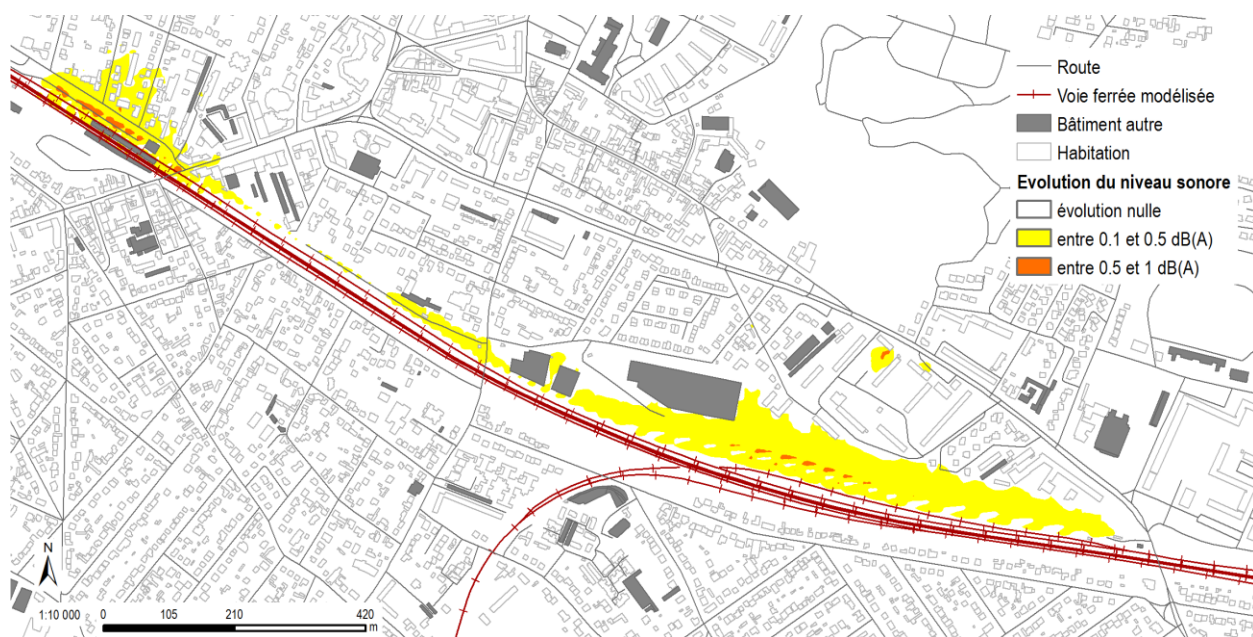 Route
Voie ferrée modélisée
Bâtiment autre
Habitation
Evolution du niveau sonore
évolution nulle
entre 0.1 et 0.5 dB(A)
entre 0.5 et 1 dB(A)
N
1:10 000 0 105 210 420
m